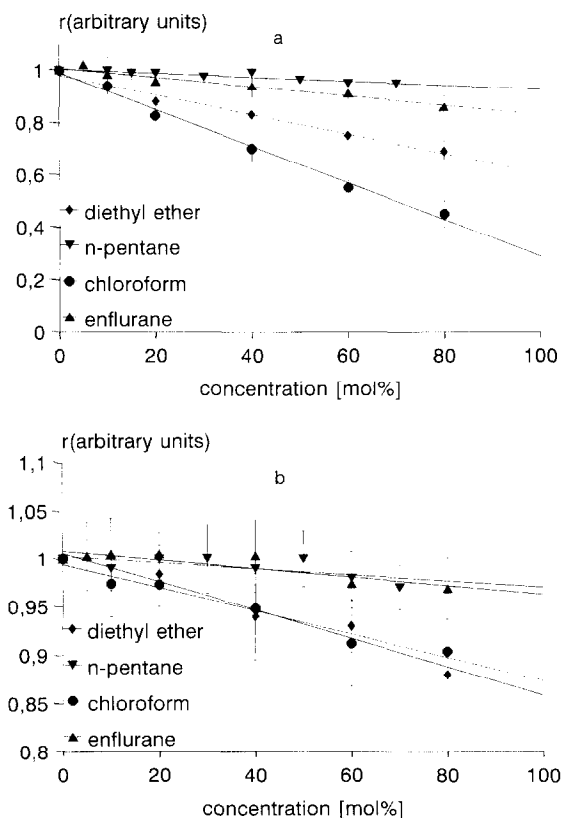 r(arbitrary units)
a
1
0,8
0,6
0,4
0,2
0
diethyl ether
n-pentane
chloroform
enflurane
0 20 40 60 80 100
concentration [mol%]
r(arbitrary units)
b
1,1
1,05
1
0,95
0,9
0,85
0,8
diethyl ether
n-pentane
chloroform
enflurane
0 20 40 60 80 100
concentration [mol%]